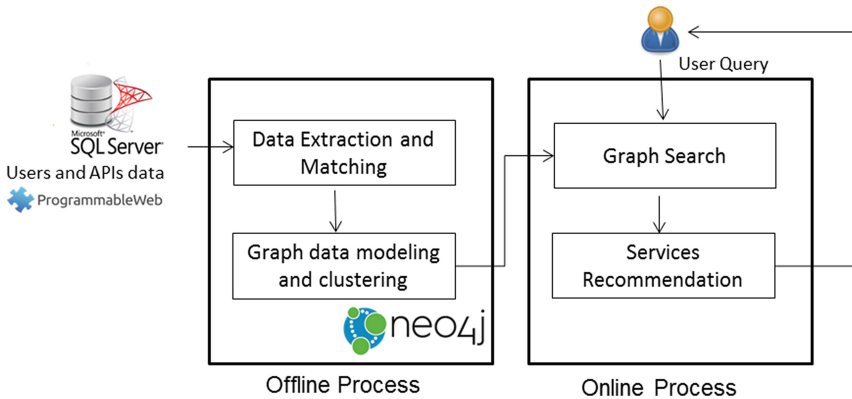 User Query
Microsoft®
SQL Server
Users and APIs data
ProgrammableWeb
Data Extraction and
Matching
Graph data modeling
and clustering
neo4j
Offline Process
Graph Search
Services
Recommendation
Online Process